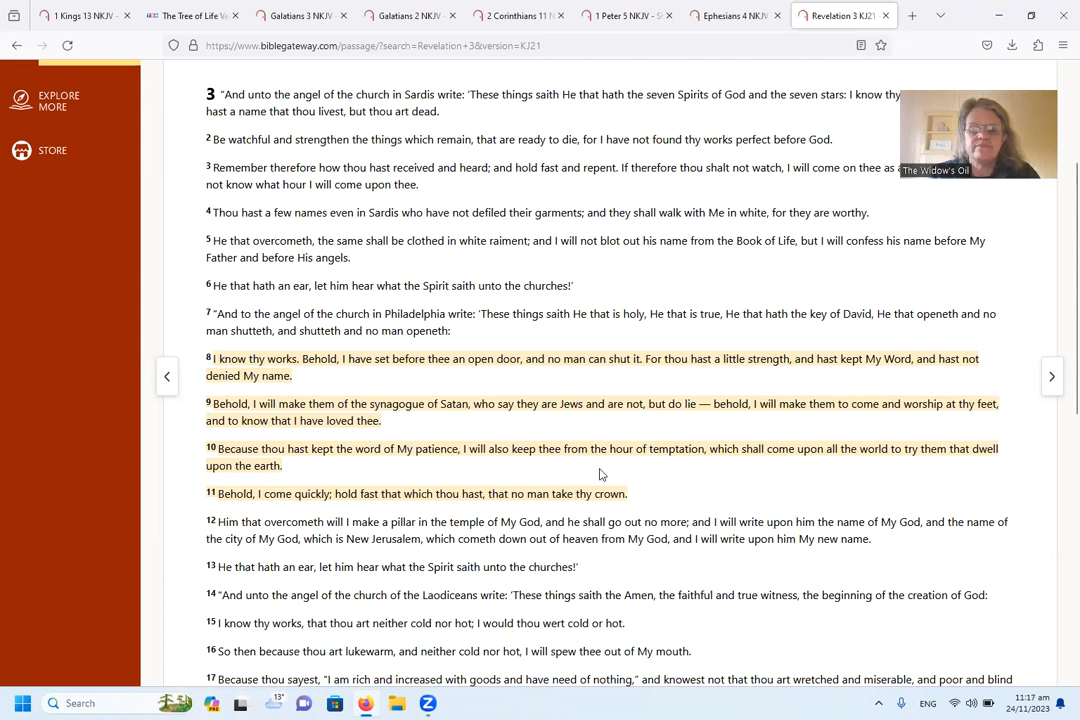 1 Kings 13 NKJV -
The Tree of Life Ve
Galatians 3 NKJV -
Galatians 2 NKJV -
2 Corinthians 11 N
1 Peter 5 NKJV - S
Ephesians 4 NKJV
Revelation 3 KJ21
https://www.biblegateway.com/passage/?search=Revelation+3&version=KJ21
EXPLORE
MORE
STORE
3 “And unto the angel of the church in Sardis write: ‘These things saith He that hath the seven Spirits of God and the seven stars: I know thy
hast a name that thou livest, but thou art dead.
2 Be watchful and strengthen the things which remain, that are ready to die, for I have not found thy works perfect before God.
3 Remember therefore how thou hast received and heard; and hold fast and repent. If therefore thou shalt not watch, I will come on thee as
not know what hour I will come upon thee.
The Widow's Oil
4 Thou hast a few names even in Sardis who have not defiled their garments; and they shall walk with Me in white, for they are worthy.
5 He that overcometh, the same shall be clothed in white raiment; and I will not blot out his name from the Book of Life, but I will confess his name before My
Father and before His angels.
6 He that hath an ear, let him hear what the Spirit saith unto the churches!’
7 “And to the angel of the church in Philadelphia write: ‘These things saith He that is holy, He that is true, He that hath the key of David, He that openeth and no
man shutteth, and shutteth and no man openeth:
8 I know thy works. Behold, I have set before thee an open door, and no man can shut it. For thou hast a little strength, and hast kept My Word, and hast not
denied My name.
9 Behold, I will make them of the synagogue of Satan, who say they are Jews and are not, but do lie — behold, I will make them to come and worship at thy feet,
and to know that I have loved thee.
10 Because thou hast kept the word of My patience, I will also keep thee from the hour of temptation, which shall come upon all the world to try them that dwell
upon the earth.
11 Behold, I come quickly; hold fast that which thou hast, that no man take thy crown.
12 Him that overcometh will I make a pillar in the temple of My God, and he shall go out no more; and I will write upon him the name of My God, and the name of
the city of My God, which is New Jerusalem, which cometh down out of heaven from My God, and I will write upon him My new name.
13 He that hath an ear, let him hear what the Spirit saith unto the churches!’
14 “And unto the angel of the church of the Laodiceans write: ‘These things saith the Amen, the faithful and true witness, the beginning of the creation of God:
15 I know thy works, that thou art neither cold nor hot; I would thou wert cold or hot.
16 So then because thou art lukewarm, and neither cold nor hot, I will spew thee out of My mouth.
17 Because thou sayest, “I am rich and increased with goods and have need of nothing,” and knowest not that thou art wretched and miserable, and poor and blind
Search
13°
ENG
11:17 am
24/11/2023